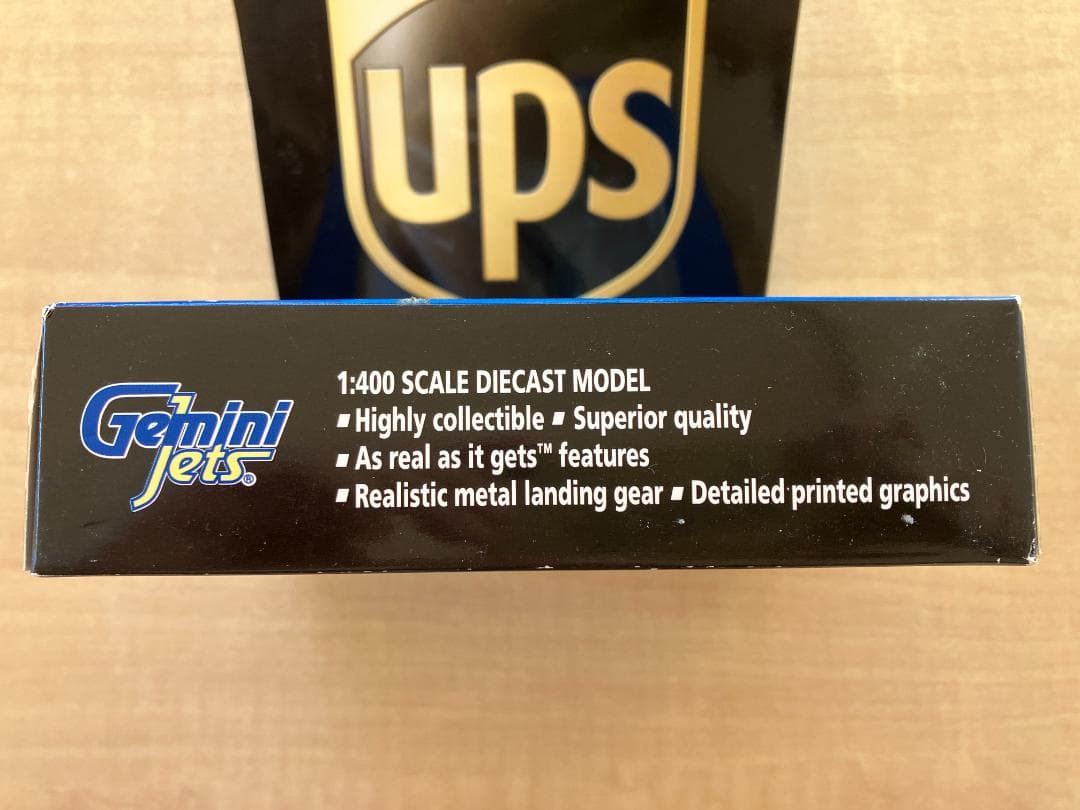 ups
Gemini
Jets®
1:400 SCALE DIECAST MODEL
▪ Highly collectible ▪ Superior quality
▪ As real as it gets™ features
▪ Realistic metal landing gear ▪ Detailed printed graphics